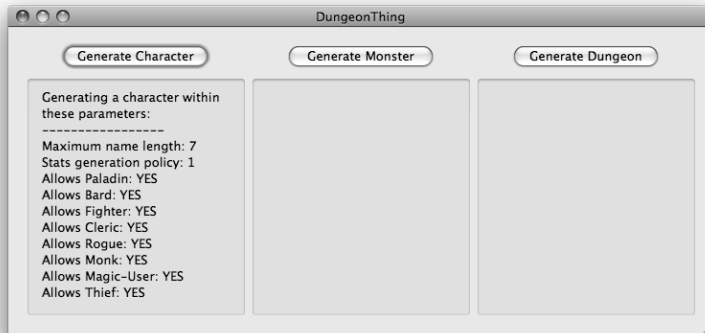 DungeonThing
Generate Character
Generate Monster
Generate Dungeon
Generating a character within
these parameters:
-----------------
Maximum name length: 7
Stats generation policy: 1
Allows Paladin: YES
Allows Bard: YES
Allows Fighter: YES
Allows Cleric: YES
Allows Rogue: YES
Allows Monk: YES
Allows Magic-User: YES
Allows Thief: YES